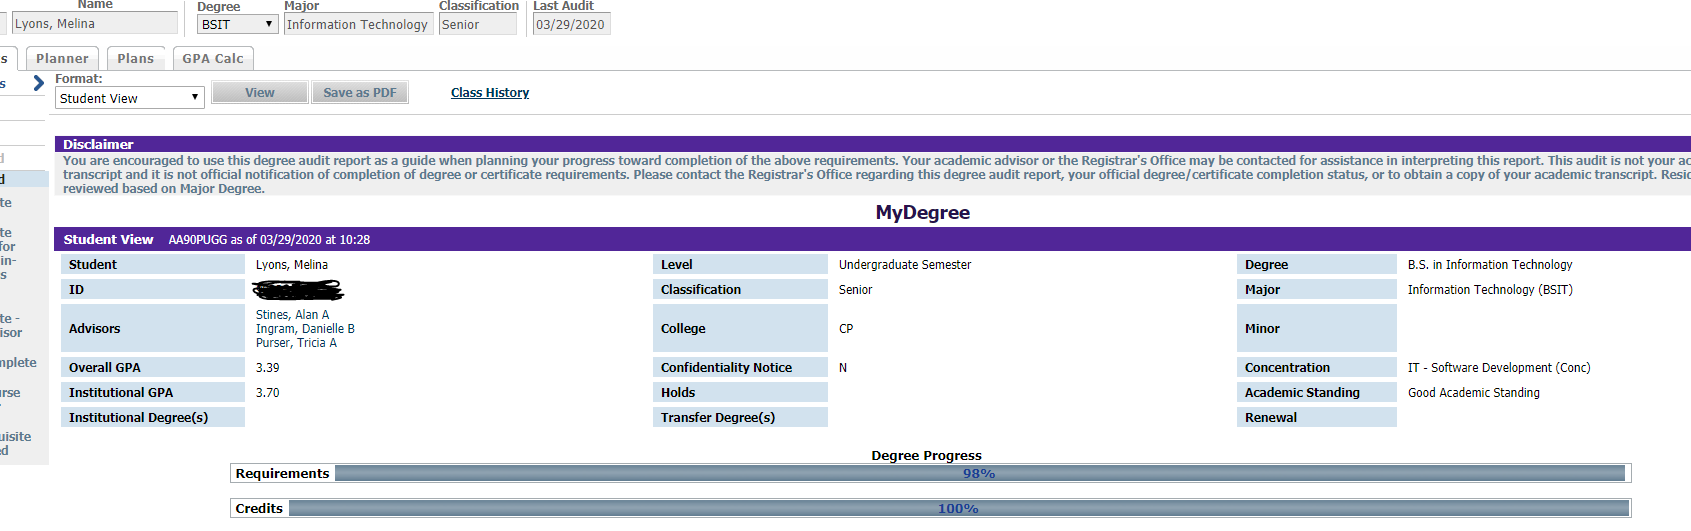 Name Degree Major Classification Last Audit
Lyons, Melina BSIT Information Technology Senior 03/29/2020
s Planner Plans GPA Calc
s Format:
Student View View Save as PDF Class History
Disclaimer
You are encouraged to use this degree audit report as a guide when planning your progress toward completion of the above requirements. Your academic advisor or the Registrar's Office may be contacted for assistance in interpreting this report. This audit is not your ac
transcript and it is not official notification of completion of degree or certificate requirements. Please contact the Registrar's Office regarding this degree audit report, your official degree/certificate completion status, or to obtain a copy of your academic transcript. Resid
reviewed based on Major Degree.
MyDegree
Student View AA90PUGG as of 03/29/2020 at 10:28
Student Lyons, Melina Level Undergraduate Semester Degree B.S. in Information Technology
ID Classification Senior Major Information Technology (BSIT)
Advisors Stines, Alan A
Ingram, Danielle B
Purser, Tricia A
College CP Minor
Overall GPA 3.39 Confidentiality Notice N Concentration IT - Software Development (Conc)
Institutional GPA 3.70 Holds Academic Standing Good Academic Standing
Institutional Degree(s) Transfer Degree(s) Renewal
Degree Progress
Requirements 98%
Credits 100%
d
d
te
te
for
in-
s
te -
isor
mplete
urse
uisite
ed